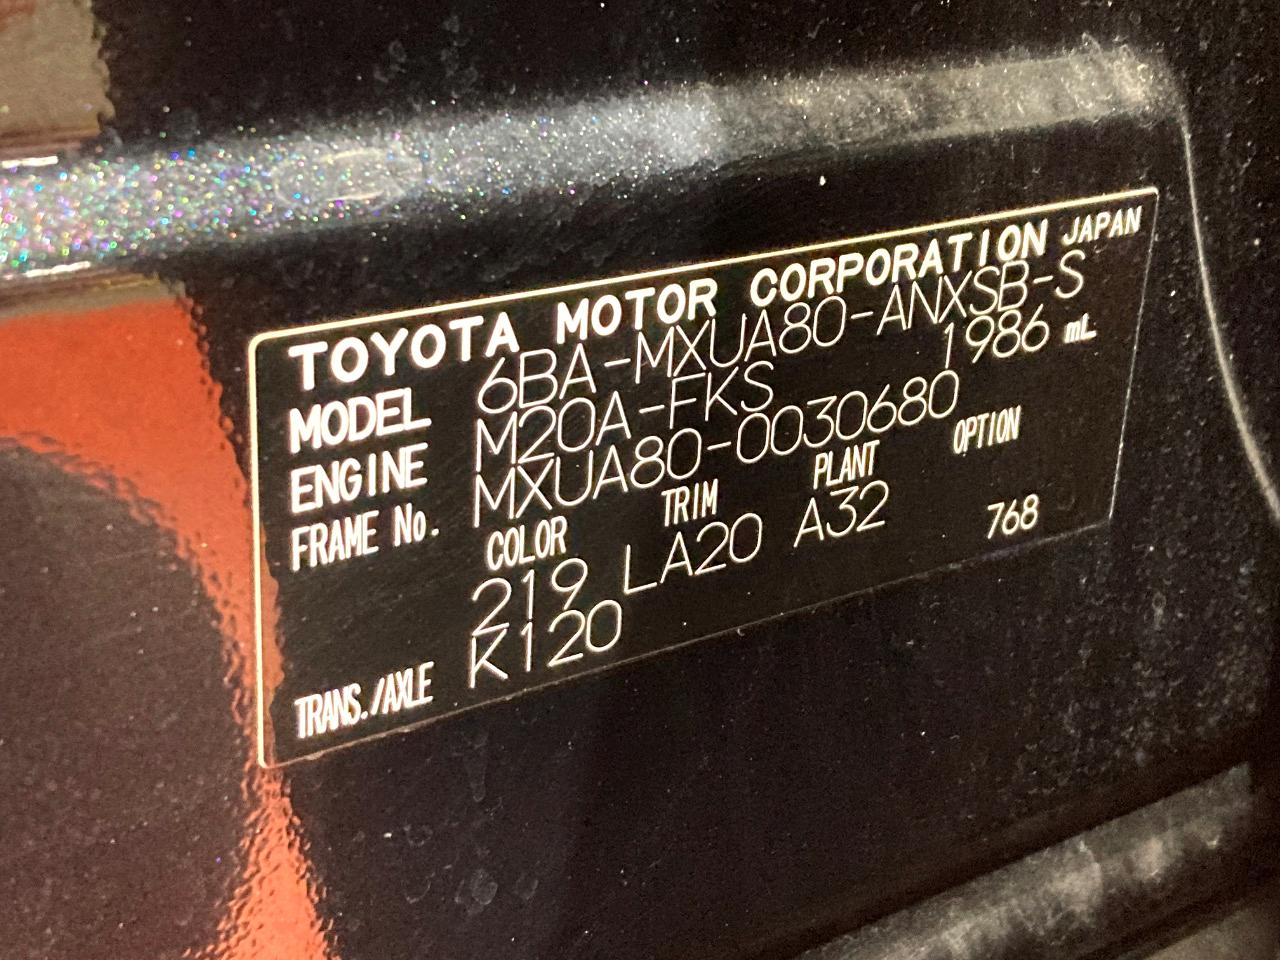 TOYOTA MOTOR CORPORATION JAPAN
MODEL 6BA-MXUA80-ANXSB-S
ENGINE M20A-FKS 1986 mL
FRAME No. MXUA80-0030680
COLOR TRIM PLANT OPTION
219 LA20 A32 768
TRANS./AXLE K120